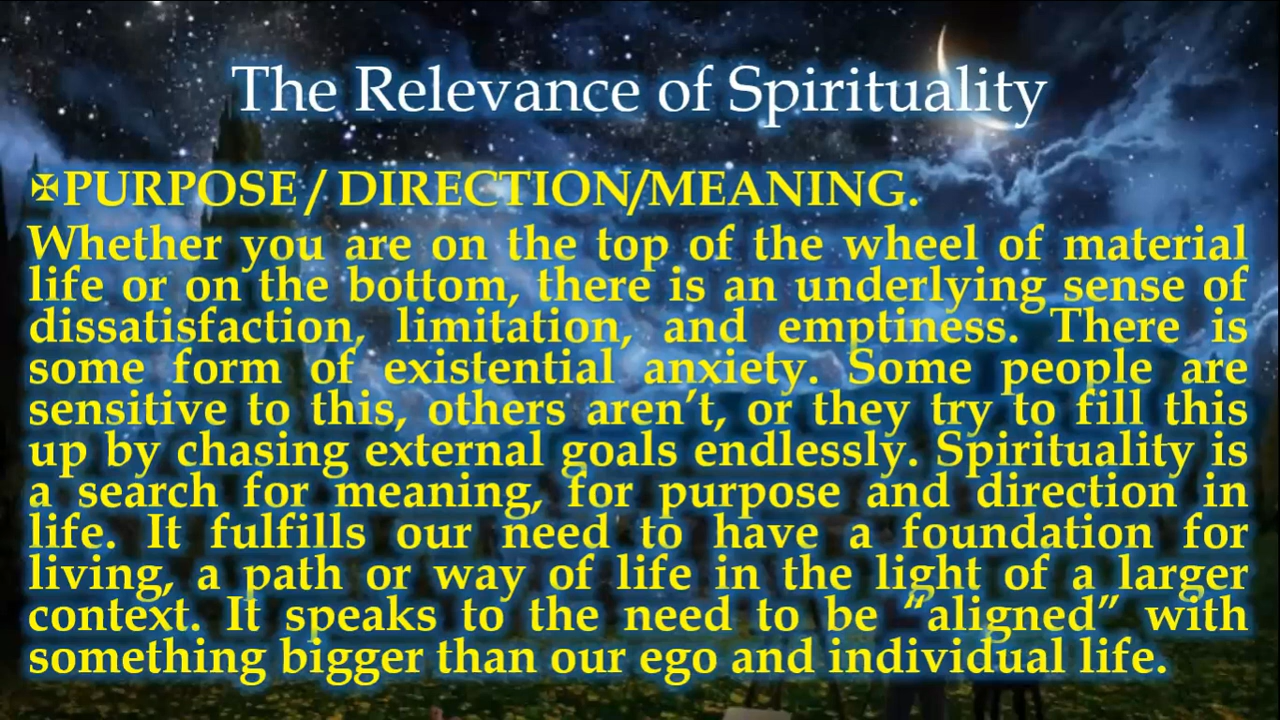 The Relevance of Spirituality
✠PURPOSE / DIRECTION/MEANING.
Whether you are on the top of the wheel of material
life or on the bottom, there is an underlying sense of
dissatisfaction, limitation, and emptiness. There is
some form of existential anxiety. Some people are
sensitive to this, others aren’t, or they try to fill this
up by chasing external goals endlessly. Spirituality is
a search for meaning, for purpose and direction in
life. It fulfills our need to have a foundation for
living, a path or way of life in the light of a larger
context. It speaks to the need to be “aligned” with
something bigger than our ego and individual life.